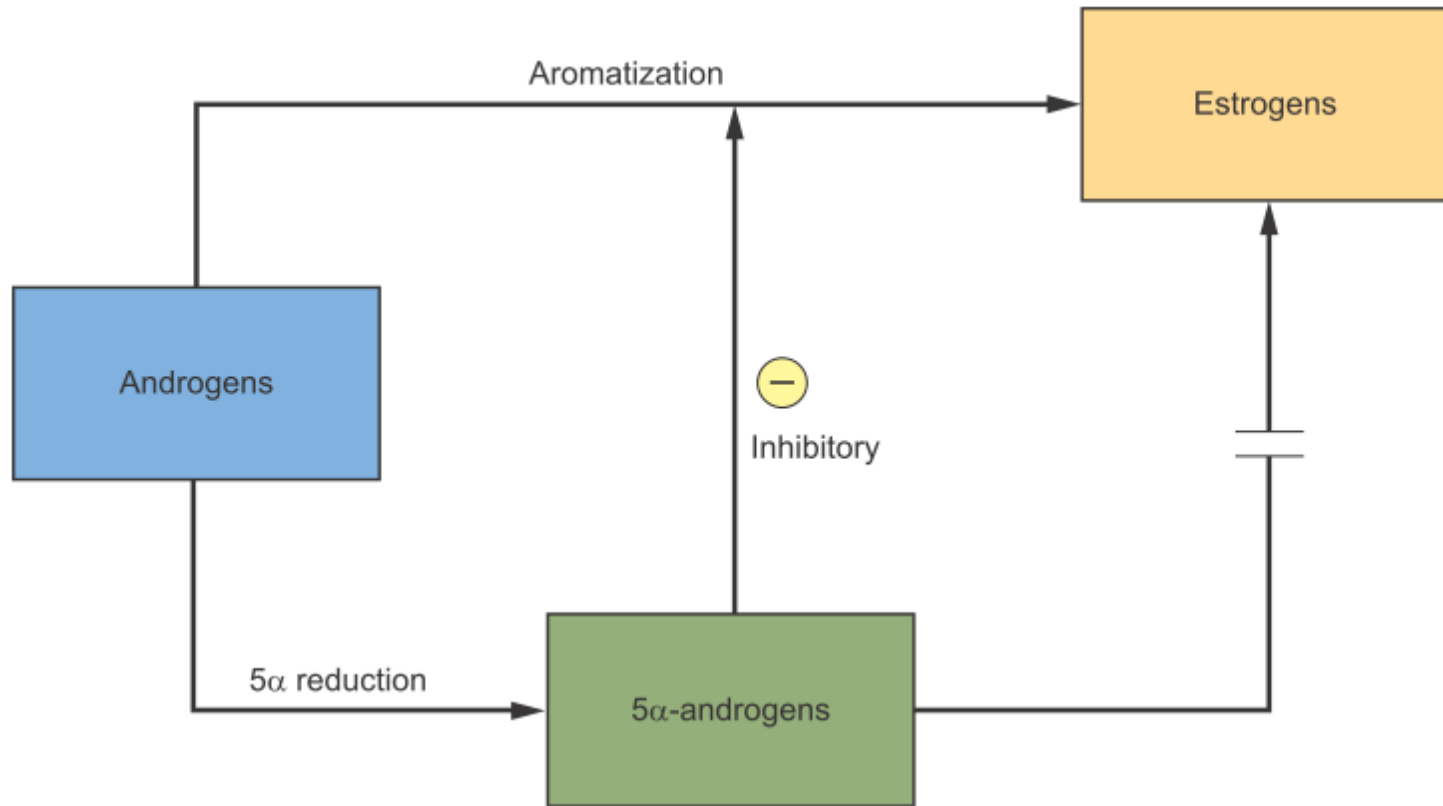 Aromatization
Estrogens
Androgens
−
Inhibitory
5α reduction
5α-androgens